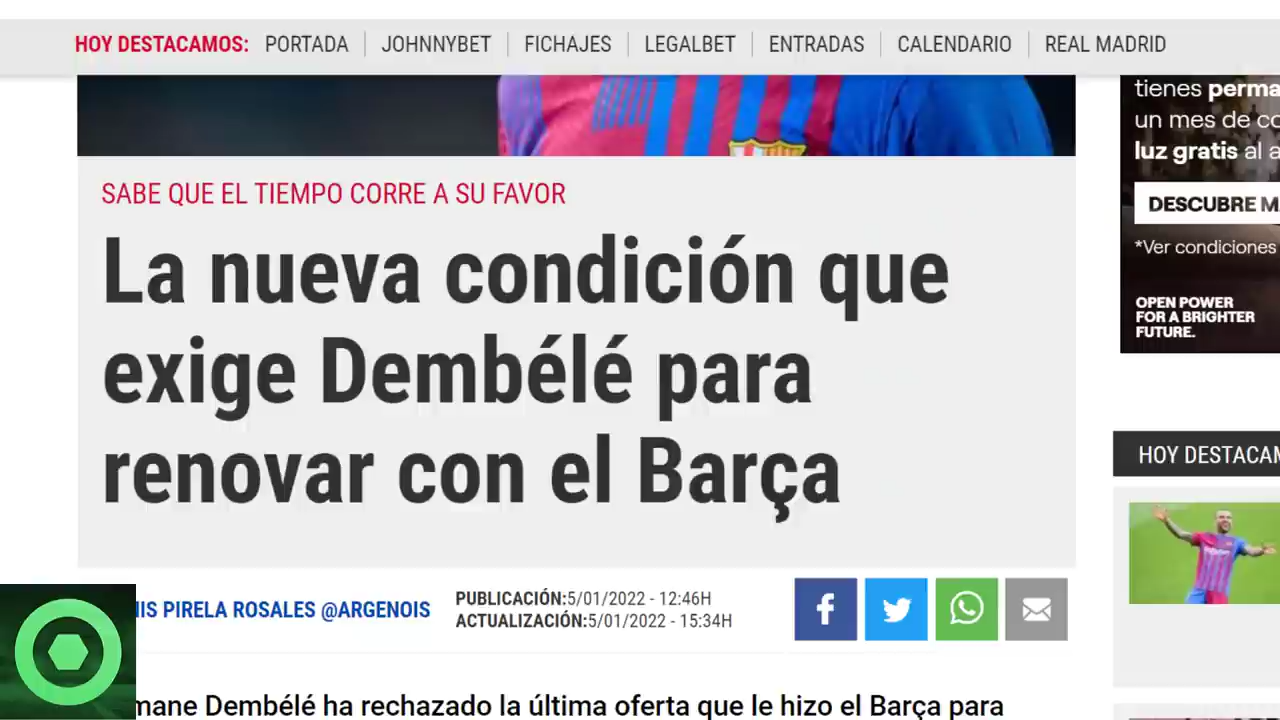 HOY DESTACAMOS: PORTADA JOHNNYBET FICHAJES LEGALBET ENTRADAS CALENDARIO REAL MADRID
SABE QUE EL TIEMPO CORRE A SU FAVOR
La nueva condición que
exige Dembélé para
renovar con el Barça
PIRELA ROSALES @ARGENOIS
PUBLICACIÓN:5/01/2022 - 12:46H
ACTUALIZACIÓN:5/01/2022 - 15:34H
Dembélé ha rechazado la última oferta que le hizo el Barça para
tienes
un mes de
luz gratis al
DESCUBRE
*Ver condiciones
OPEN POWER
FOR A BRIGHTER
FUTURE.
HOY